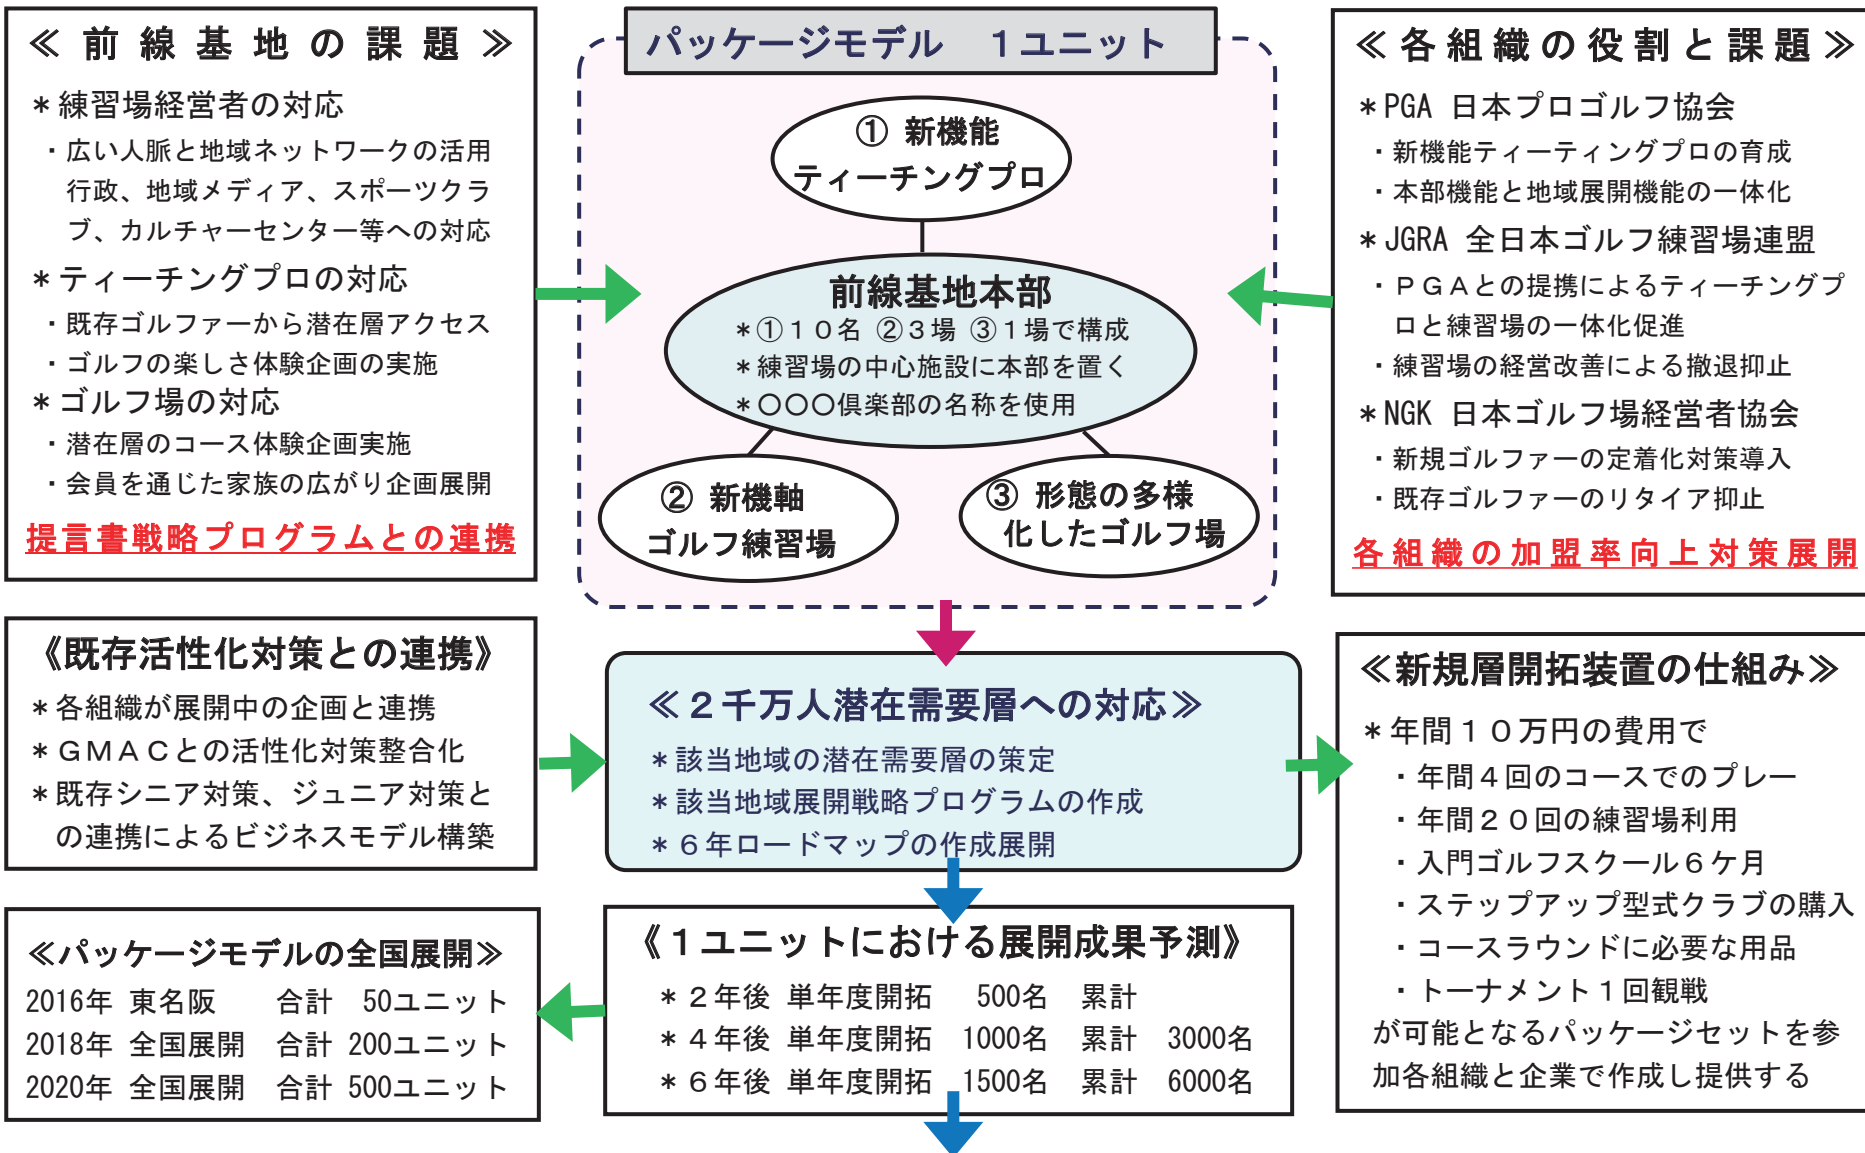 ≪前線基地の課題≫
＊練習場経営者の対応
・広い人脈と地域ネットワークの活用
行政、地域メディア、スポーツクラ
ブ、カルチャーセンター等への対応
＊ティーチングプロの対応
・既存ゴルファーから潜在層アクセス
・ゴルフの楽しさ体験企画の実施
＊ゴルフ場の対応
・潜在層のコース体験企画実施
・会員を通じた家族の広がり企画展開
提言書戦略プログラムとの連携
パッケージモデル　１ユニット
① 新機能
ティーチングプロ
前線基地本部
＊①１０名 ②３場 ③１場で構成
＊練習場の中心施設に本部を置く
＊〇〇〇倶楽部の名称を使用
② 新機軸
ゴルフ練習場
③ 形態の多様
化したゴルフ場
≪各組織の役割と課題≫
＊PGA 日本プロゴルフ協会
・新機能ティーティングプロの育成
・本部機能と地域展開機能の一体化
＊JGRA 全日本ゴルフ練習場連盟
・ＰＧＡとの提携によるティーチングプ
ロと練習場の一体化促進
・練習場の経営改善による撤退抑止
＊NGK 日本ゴルフ場経営者協会
・新規ゴルファーの定着化対策導入
・既存ゴルファーのリタイア抑止
各組織の加盟率向上対策展開
《既存活性化対策との連携》
＊各組織が展開中の企画と連携
＊ＧＭＡＣとの活性化対策整合化
＊既存シニア対策、ジュニア対策と
の連携によるビジネスモデル構築
≪２千万人潜在需要層への対応≫
＊該当地域の潜在需要層の策定
＊該当地域展開戦略プログラムの作成
＊６年ロードマップの作成展開
≪新規層開拓装置の仕組み≫
＊年間１０万円の費用で
・年間４回のコースでのプレー
・年間２０回の練習場利用
・入門ゴルフスクール６ケ月
・ステップアップ型式クラブの購入
・コースラウンドに必要な用品
・トーナメント１回観戦
が可能となるパッケージセットを参
加各組織と企業で作成し提供する
≪パッケージモデルの全国展開≫
2016年 東名阪　合計 50ユニット
2018年 全国展開　合計 200ユニット
2020年 全国展開　合計 500ユニット
《１ユニットにおける展開成果予測》
＊２年後 単年度開拓 500名 累計
＊４年後 単年度開拓 1000名 累計 3000名
＊６年後 単年度開拓 1500名 累計 6000名